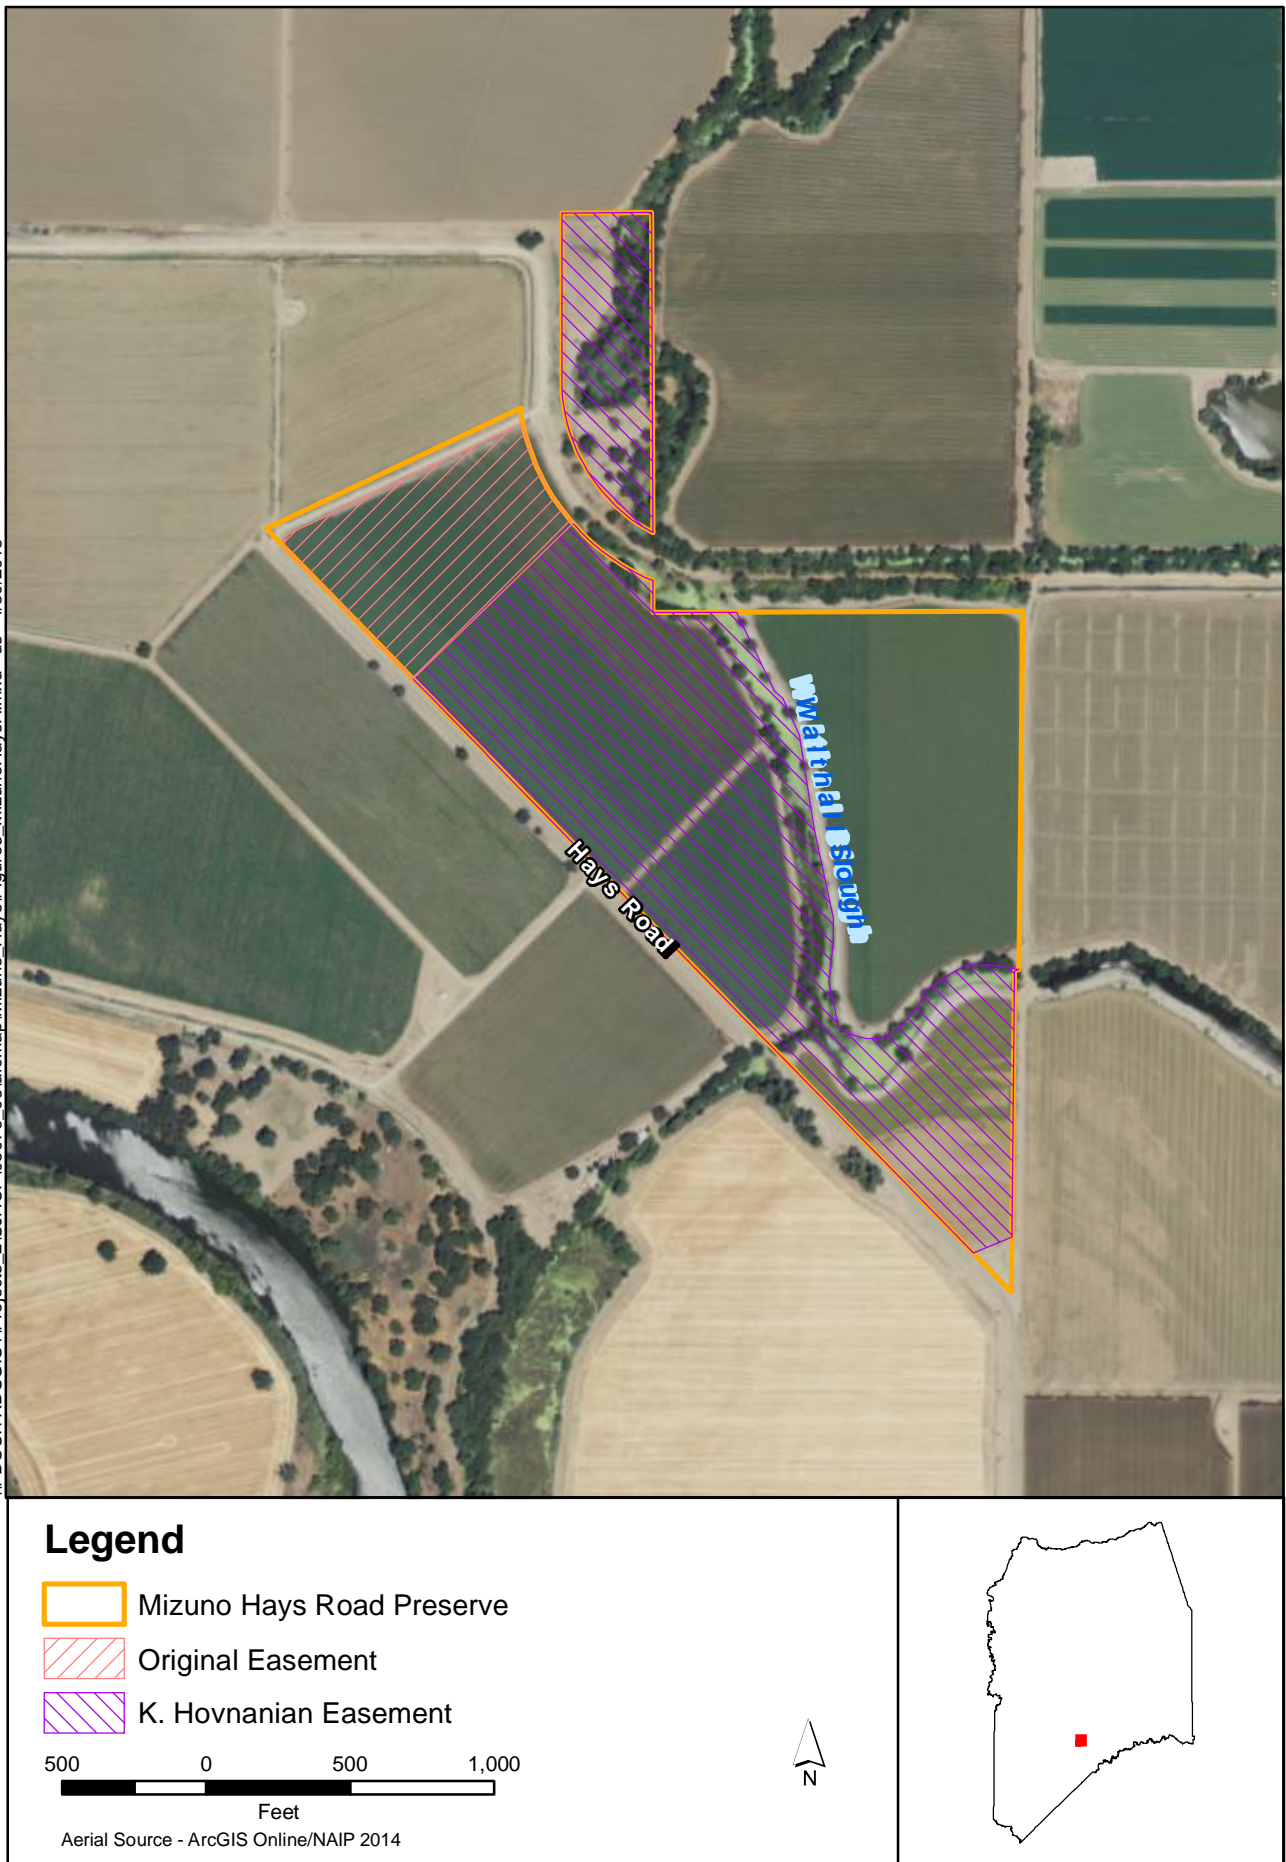 Walthall Slough
Hays Road
Legend
Mizuno Hays Road Preserve
Original Easement
K. Hovnanian Easement
500 0 500 1,000
Feet
Aerial Source - ArcGIS Online/NAIP 2014
N